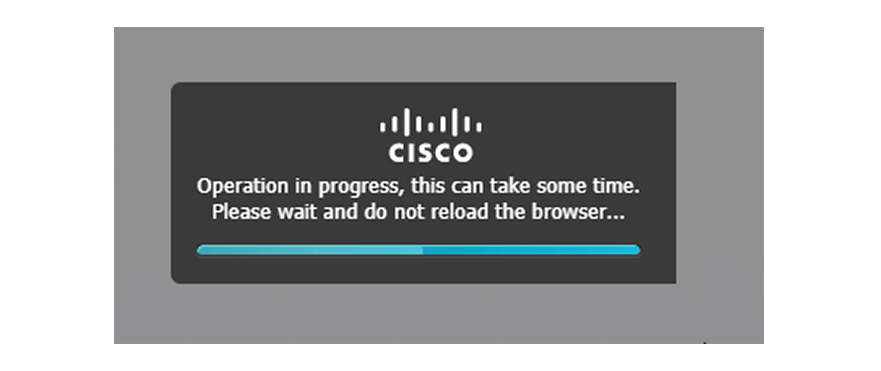 CISCO
Operation in progress, this can take some time.
Please wait and do not reload the browser...